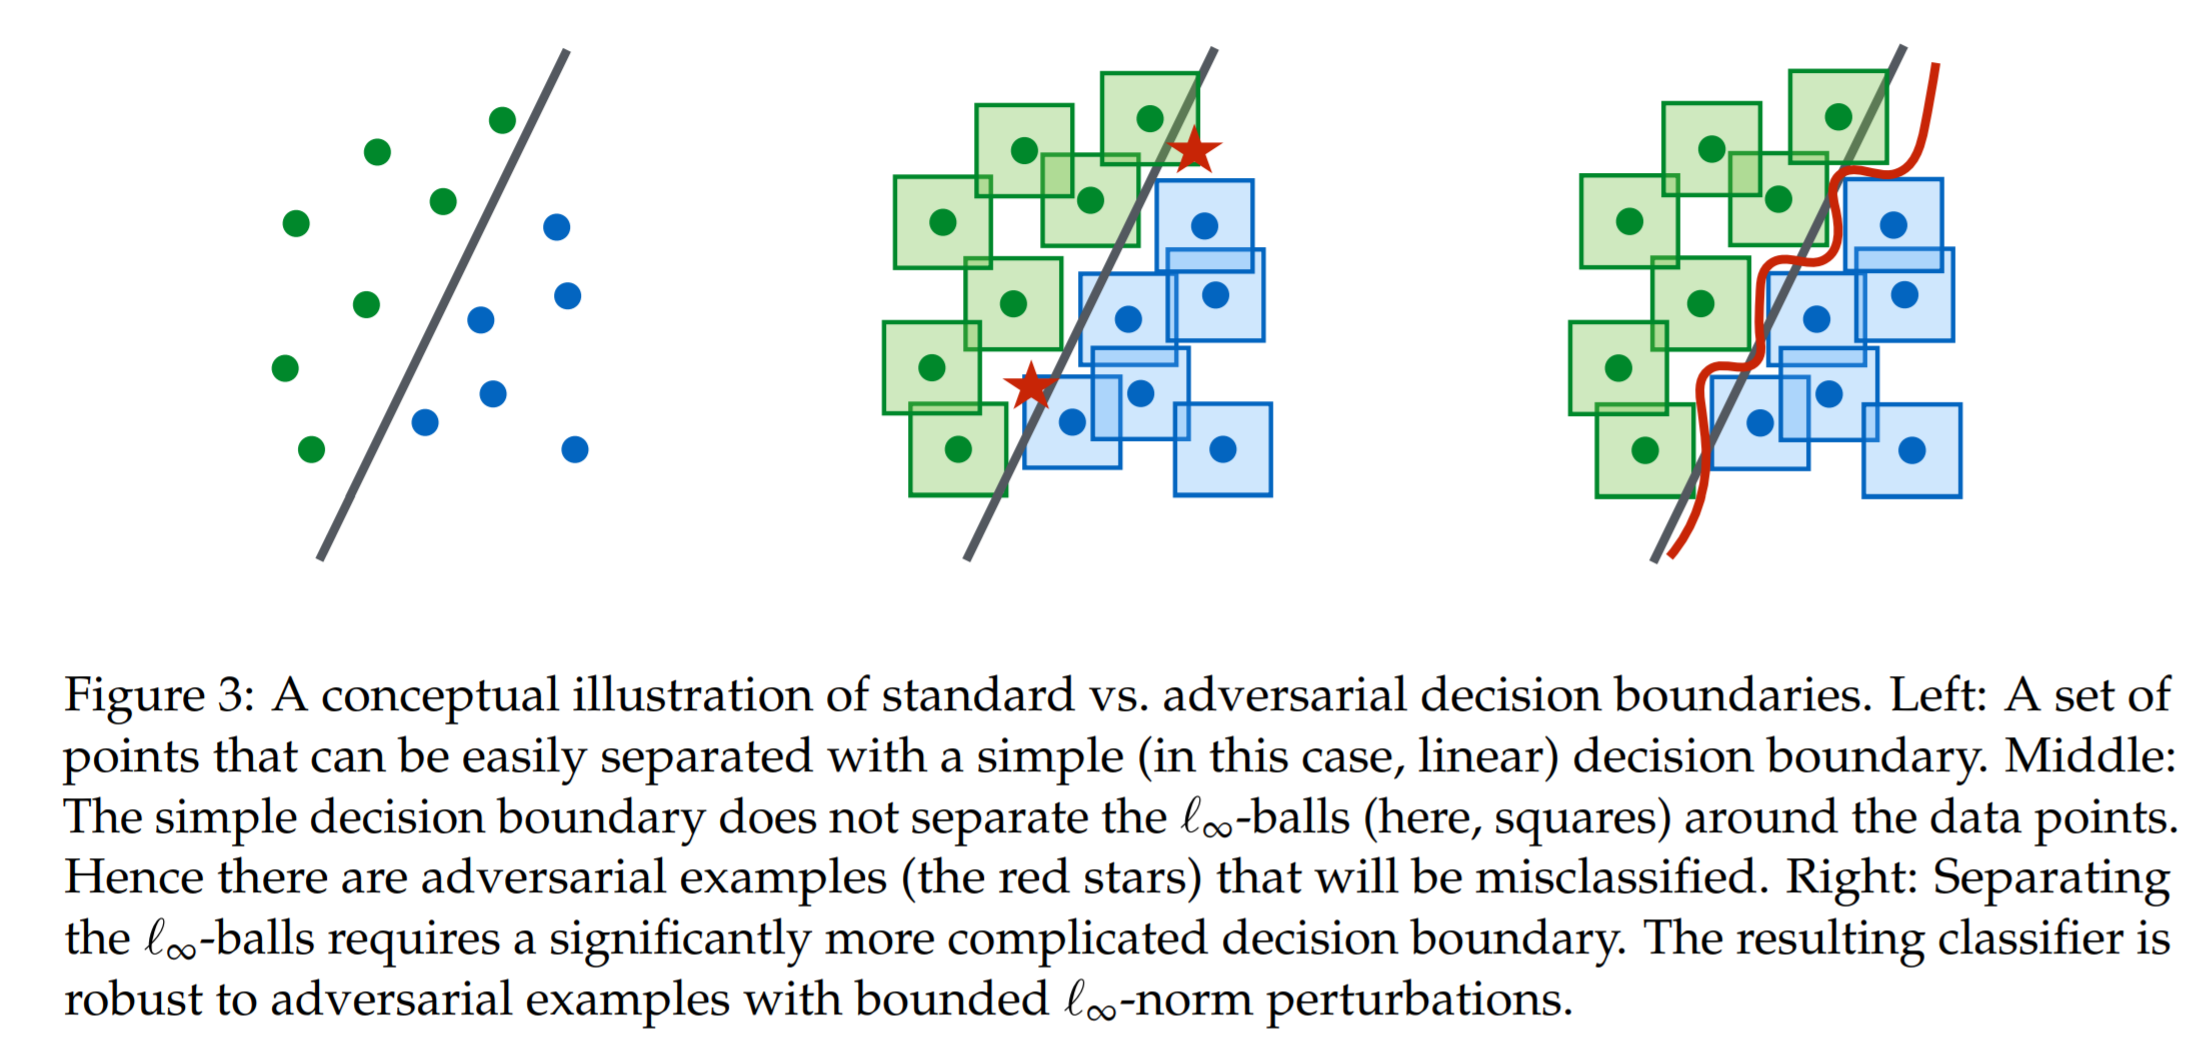 Figure 3: A conceptual illustration of standard vs. adversarial decision boundaries. Left: A set of
points that can be easily separated with a simple (in this case, linear) decision boundary. Middle:
The simple decision boundary does not separate the ℓ∞-balls (here, squares) around the data points.
Hence there are adversarial examples (the red stars) that will be misclassified. Right: Separating
the ℓ∞-balls requires a significantly more complicated decision boundary. The resulting classifier is
robust to adversarial examples with bounded ℓ∞-norm perturbations.